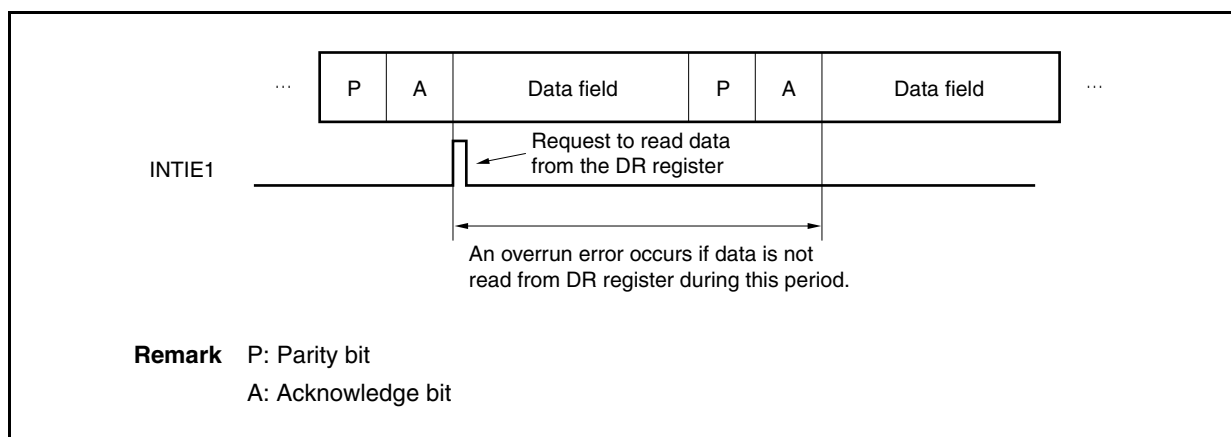 … P A Data field P A Data field …
Request to read data
from the DR register
INTIE1
An overrun error occurs if data is not
read from DR register during this period.
Remark P: Parity bit
A: Acknowledge bit